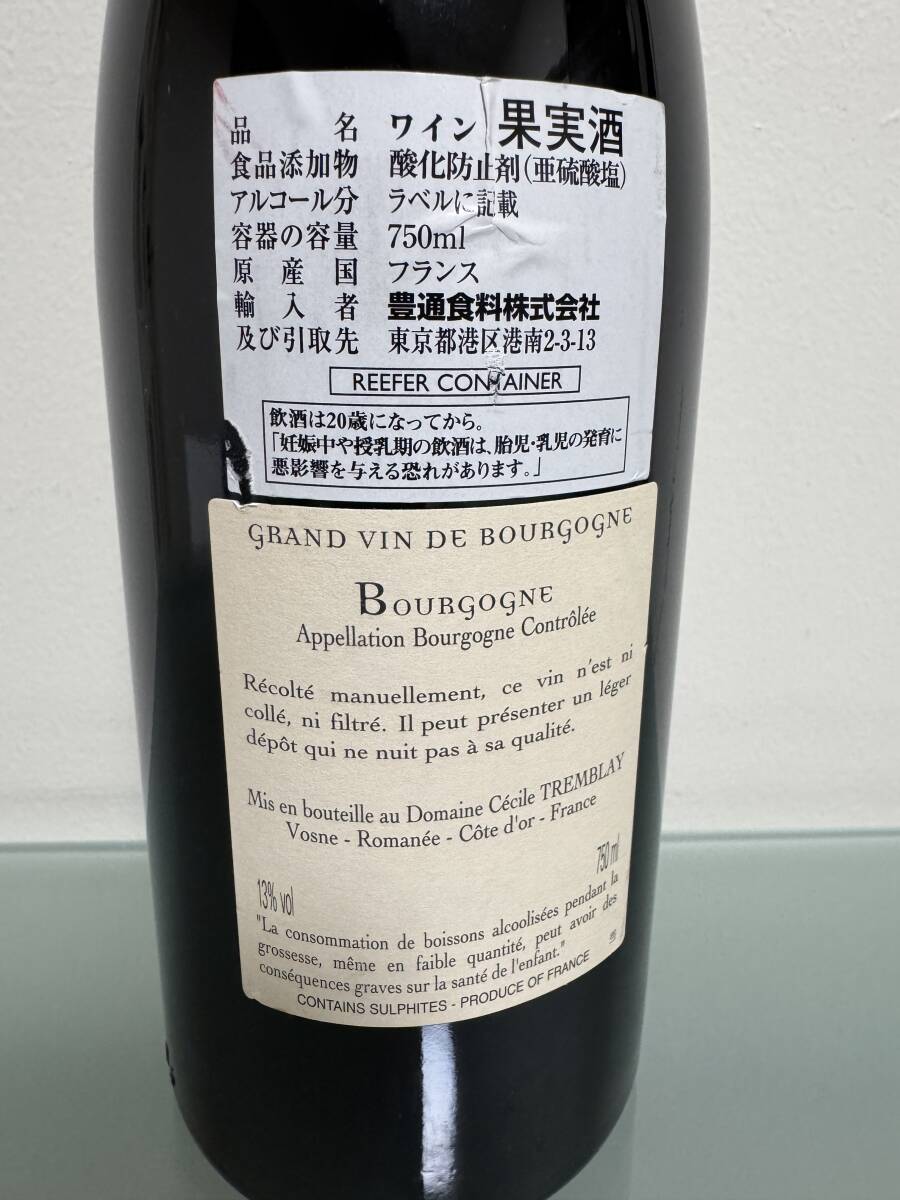 品名 ワイン 果実酒
食品添加物 酸化防止剤(亜硫酸塩)
アルコール分 ラベルに記載
容器の容量 750ml
原産国 フランス
輸入者 豊通食料株式会社
及び引取先 東京都港区港南2-3-13
REEFER CONTAINER
飲酒は20歳になってから。
「妊娠中や授乳期の飲酒は、胎児・乳児の発育に
悪影響を与える恐れがあります。」
GRAND VIN DE BOURGOGNE
BOURGOGNE
Appellation Bourgogne Contrôlée
Récolté manuellement, ce vin n'est ni
collé, ni filtré. Il peut présenter un léger
dépôt qui ne nuit pas à sa qualité.
Mis en bouteille au Domaine Cécile TREMBLAY
Vosne - Romanée - Côte d'or - France
13% vol 750 ml
"La consommation de boissons alcoolisées pendant la
grossesse, même en faible quantité, peut avoir des
conséquences graves sur la santé de l'enfant."
CONTAINS SULPHITES - PRODUCE OF FRANCE